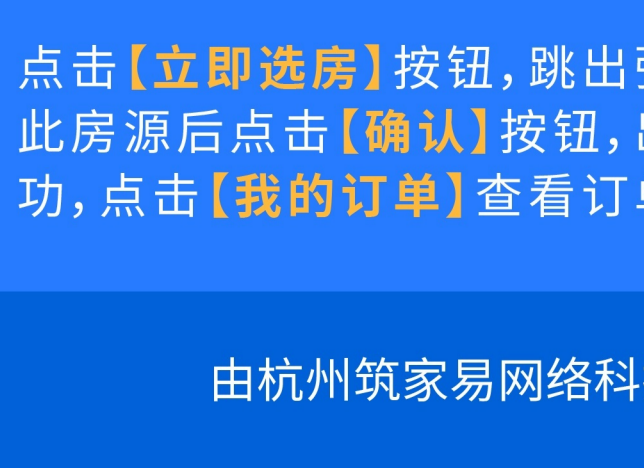 点击【立即选房】按钮，跳出
此房源后点击【确认】按钮，
功，点击【我的订单】查看订
由杭州筑家易网络科